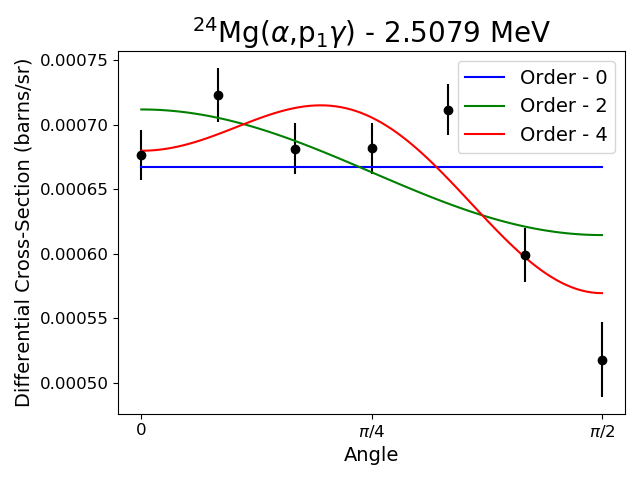 ²⁴Mg(α,p₁γ) - 2.5079 MeV
Differential Cross-Section (barns/sr)
0.00075
0.00070
0.00065
0.00060
0.00055
0.00050
Order - 0
Order - 2
Order - 4
0
π/4
π/2
Angle